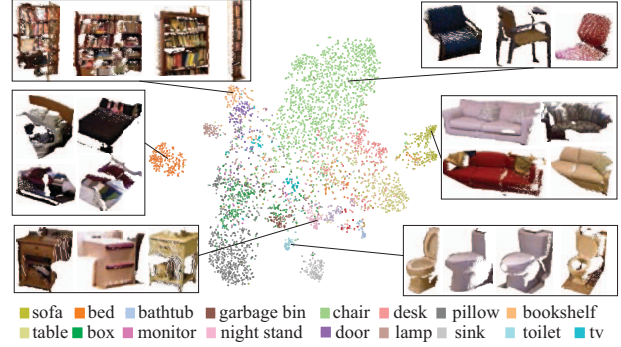 sofa bed bathtub garbage bin chair desk pillow bookshelf
table box monitor night stand door lamp sink toilet tv